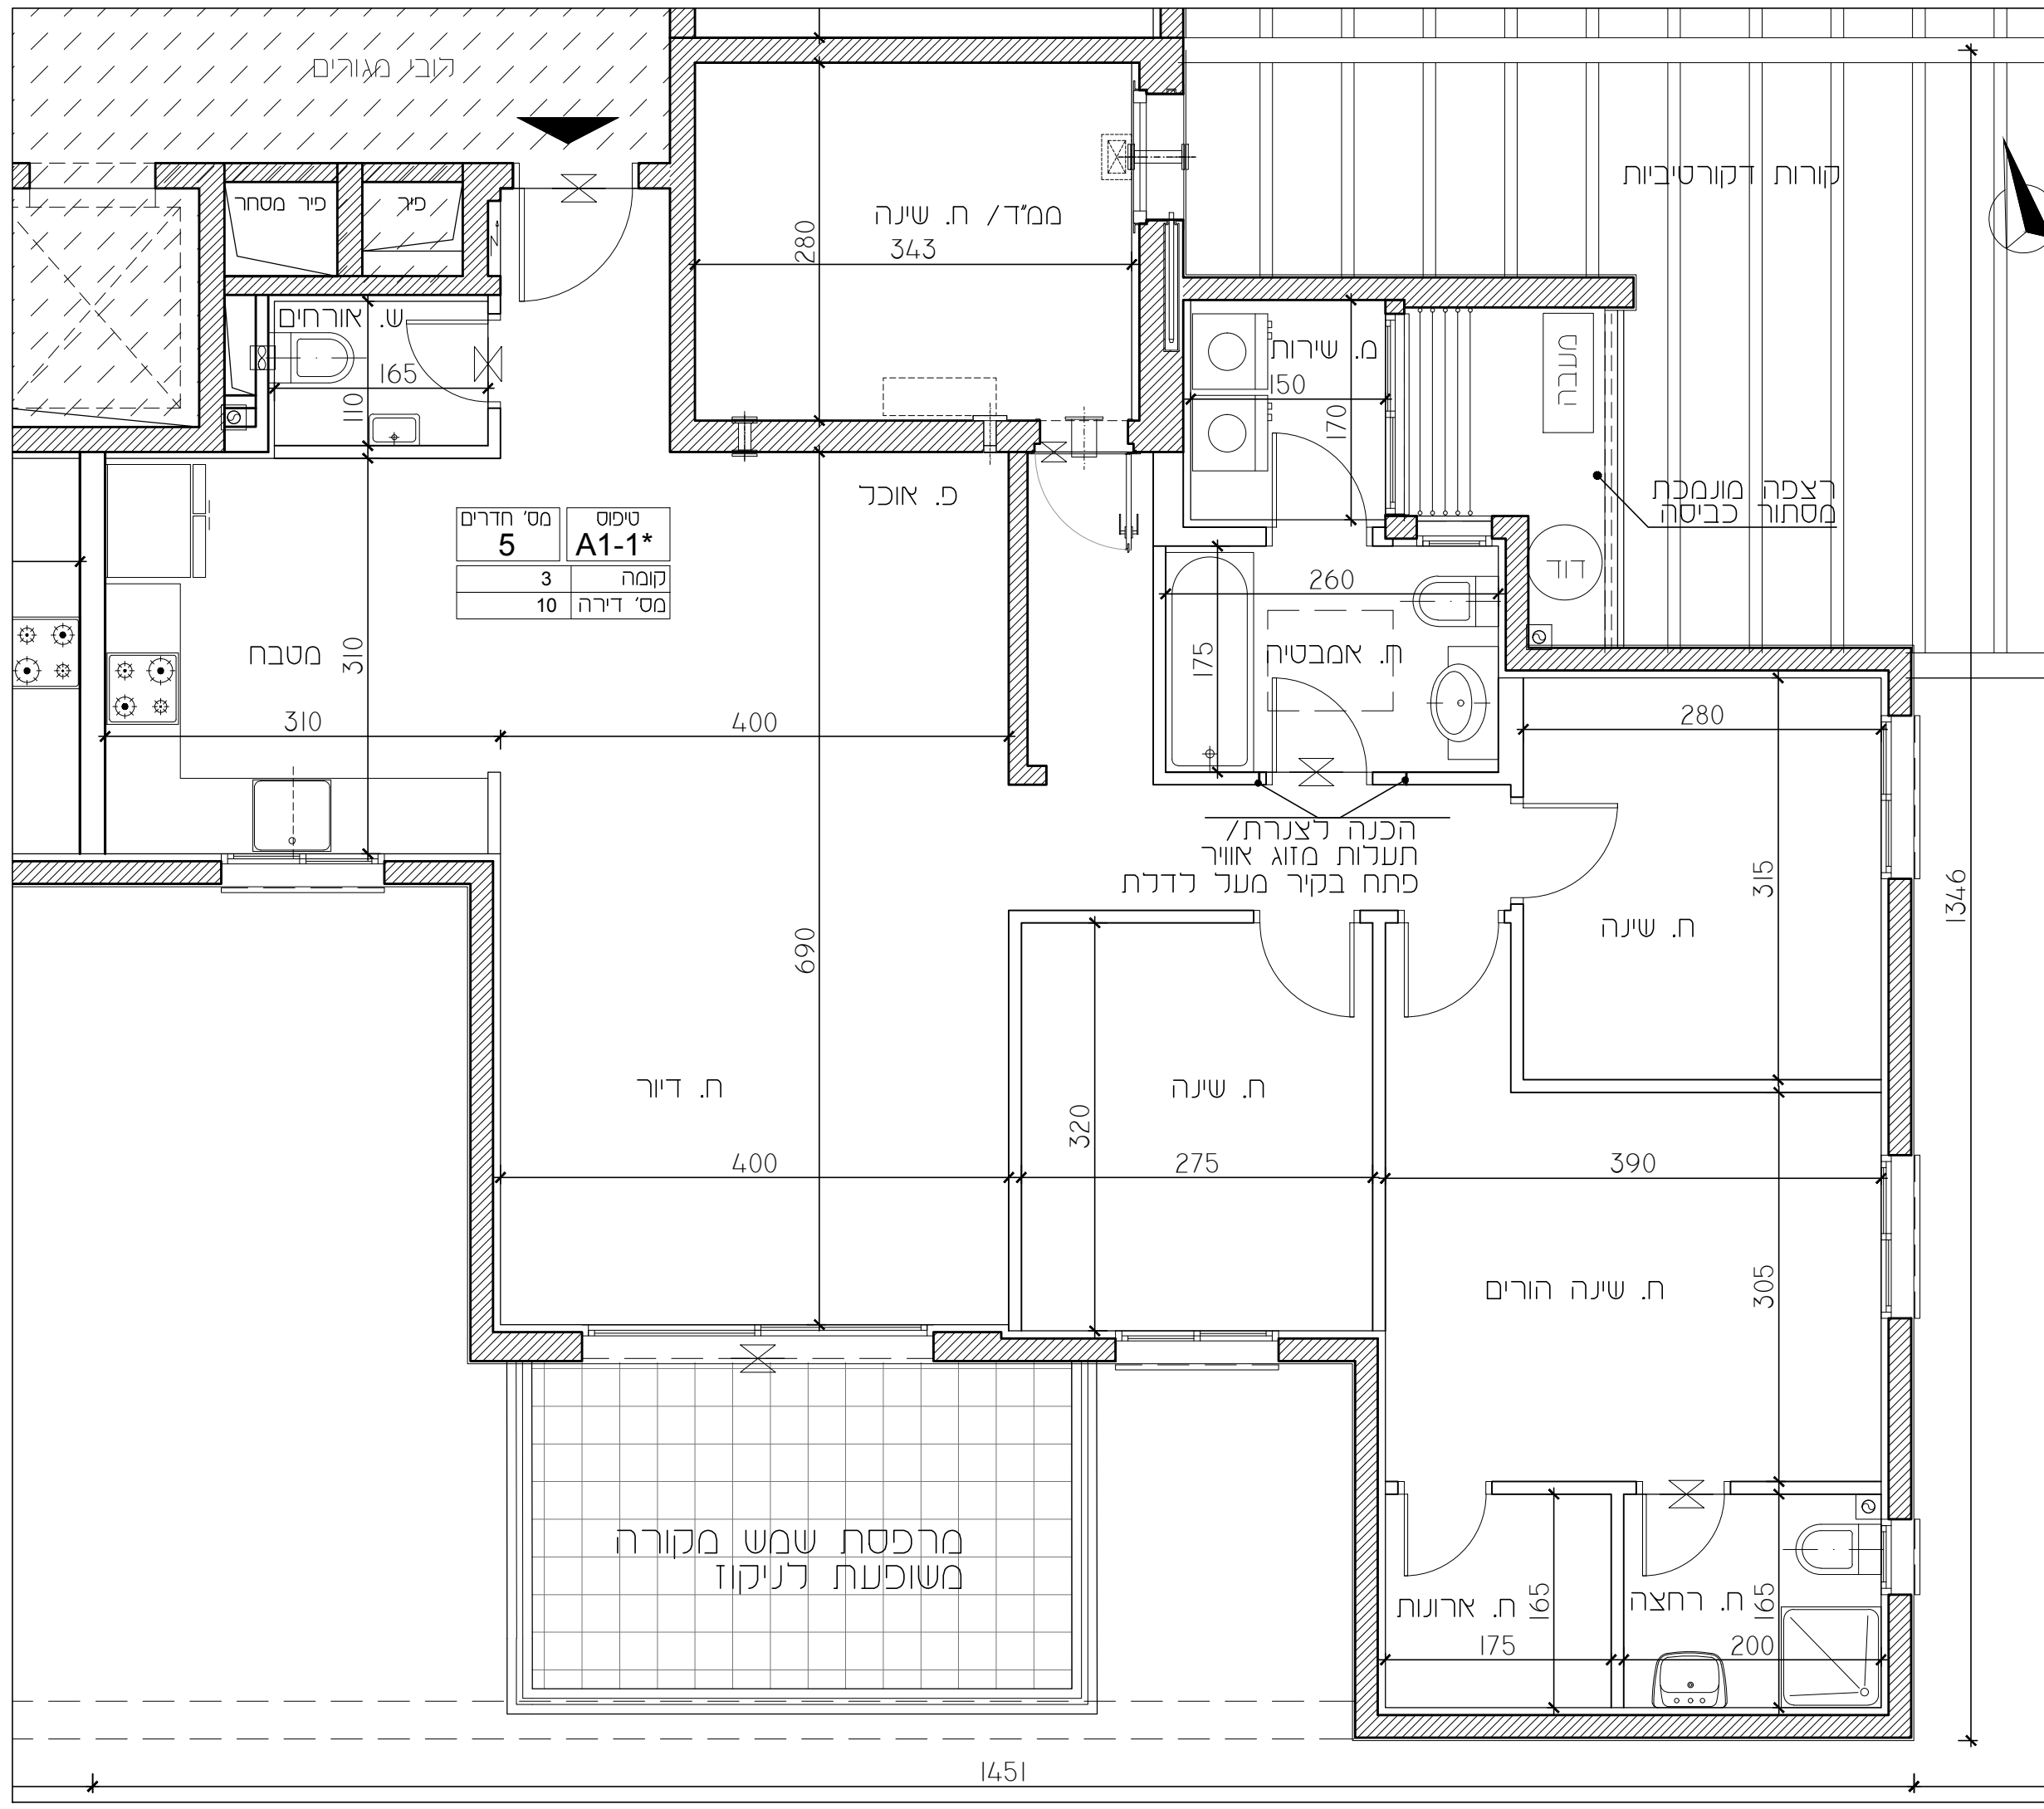 לובי מגורים
קורות דקורטיביות
פיר מסחר
פיר
ממ"ד/ ח. שינה
343
280
ש. אורחים
165
110
מ. שירות
150
170
מעבה
רצפה מונמכת
מסתור כביסה
דוד
פ. אוכל
טיפוס
A1-1*
מס' חדרים
5
קומה 3
מס' דירה 10
260
175
ח. אמבטיה
מטבח
310
310
400
280
315
1346
הכנה לצנרת/
תעלות מזוג אוויר
פתח בקיר מעל לדלת
ח. שינה
690
ח. דיור
ח. שינה
320
400
275
390
305
ח. שינה הורים
מרפסת שמש מקורה
משופעת לניקוז
ח. ארונות
165
175
ח. רחצה
165
200
1451